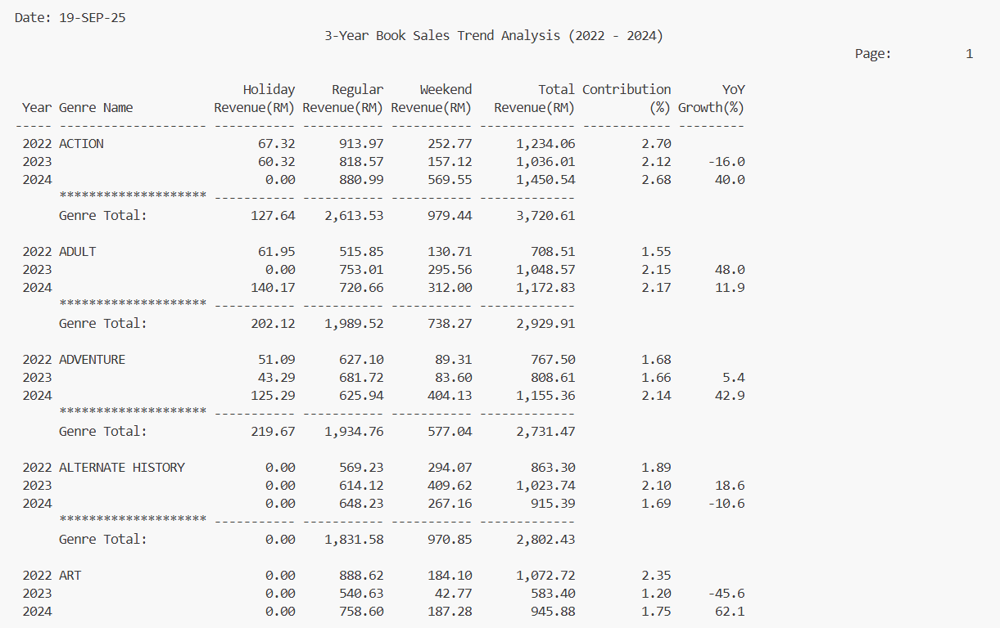 Date: 19-SEP-25
3-Year Book Sales Trend Analysis (2022 - 2024)
Page: 1
Holiday Regular Weekend Total Contribution YoY
Year Genre Name Revenue(RM) Revenue(RM) Revenue(RM) Revenue(RM) (%) Growth(%)
----- -------------------- ----------- ----------- ----------- ------------- ------------ ---------
2022 ACTION 67.32 913.97 252.77 1,234.06 2.70
2023 60.32 818.57 157.12 1,036.01 2.12 -16.0
2024 0.00 880.99 569.55 1,450.54 2.68 40.0
******************** ----------- ----------- ----------- -------------
Genre Total: 127.64 2,613.53 979.44 3,720.61
2022 ADULT 61.95 515.85 130.71 708.51 1.55
2023 0.00 753.01 295.56 1,048.57 2.15 48.0
2024 140.17 720.66 312.00 1,172.83 2.17 11.9
******************** ----------- ----------- ----------- -------------
Genre Total: 202.12 1,989.52 738.27 2,929.91
2022 ADVENTURE 51.09 627.10 89.31 767.50 1.68
2023 43.29 681.72 83.60 808.61 1.66 5.4
2024 125.29 625.94 404.13 1,155.36 2.14 42.9
******************** ----------- ----------- ----------- -------------
Genre Total: 219.67 1,934.76 577.04 2,731.47
2022 ALTERNATE HISTORY 0.00 569.23 294.07 863.30 1.89
2023 0.00 614.12 409.62 1,023.74 2.10 18.6
2024 0.00 648.23 267.16 915.39 1.69 -10.6
******************** ----------- ----------- ----------- -------------
Genre Total: 0.00 1,831.58 970.85 2,802.43
2022 ART 0.00 888.62 184.10 1,072.72 2.35
2023 0.00 540.63 42.77 583.40 1.20 -45.6
2024 0.00 758.60 187.28 945.88 1.75 62.1